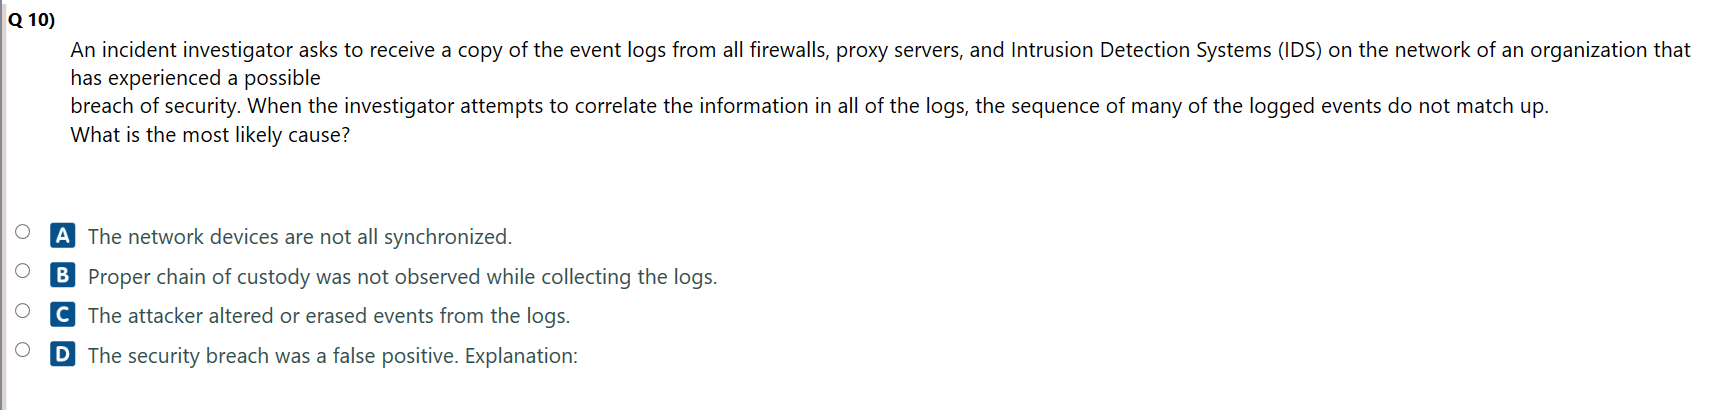 Q 10)
An incident investigator asks to receive a copy of the event logs from all firewalls, proxy servers, and Intrusion Detection Systems (IDS) on the network of an organization that
has experienced a possible
breach of security. When the investigator attempts to correlate the information in all of the logs, the sequence of many of the logged events do not match up.
What is the most likely cause?
A The network devices are not all synchronized.
B Proper chain of custody was not observed while collecting the logs.
C The attacker altered or erased events from the logs.
D The security breach was a false positive. Explanation: